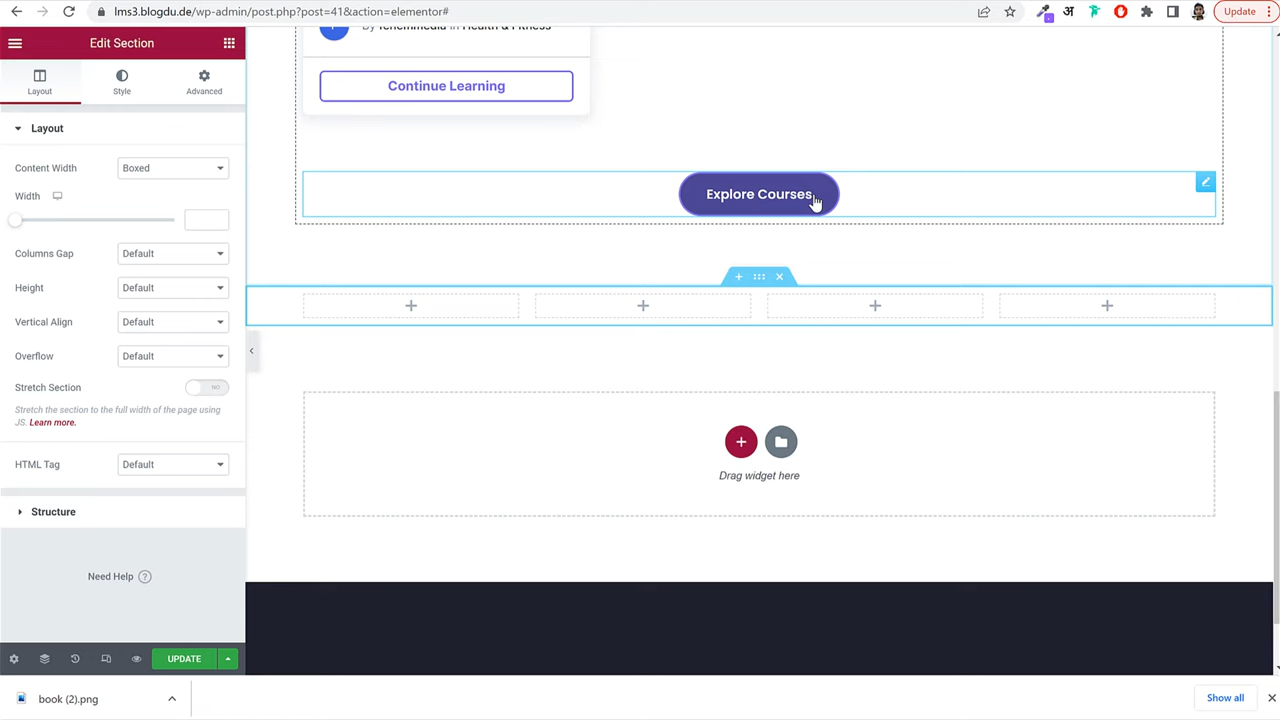 lms3.blogdu.de/wp-admin/post.php?post=41&action=elementor#
अ
Update
Edit Section
Layout
Style
Advanced
Layout
Content Width
Boxed
Width
Columns Gap
Default
Height
Default
Vertical Align
Default
Overflow
Default
Stretch Section
NO
Stretch the section to the full width of the page using
JS. Learn more.
HTML Tag
Default
Structure
Need Help ?
UPDATE
By Tenemmedia in Health & Fitness
Continue Learning
Explore Courses
Drag widget here
book (2).png
Show all